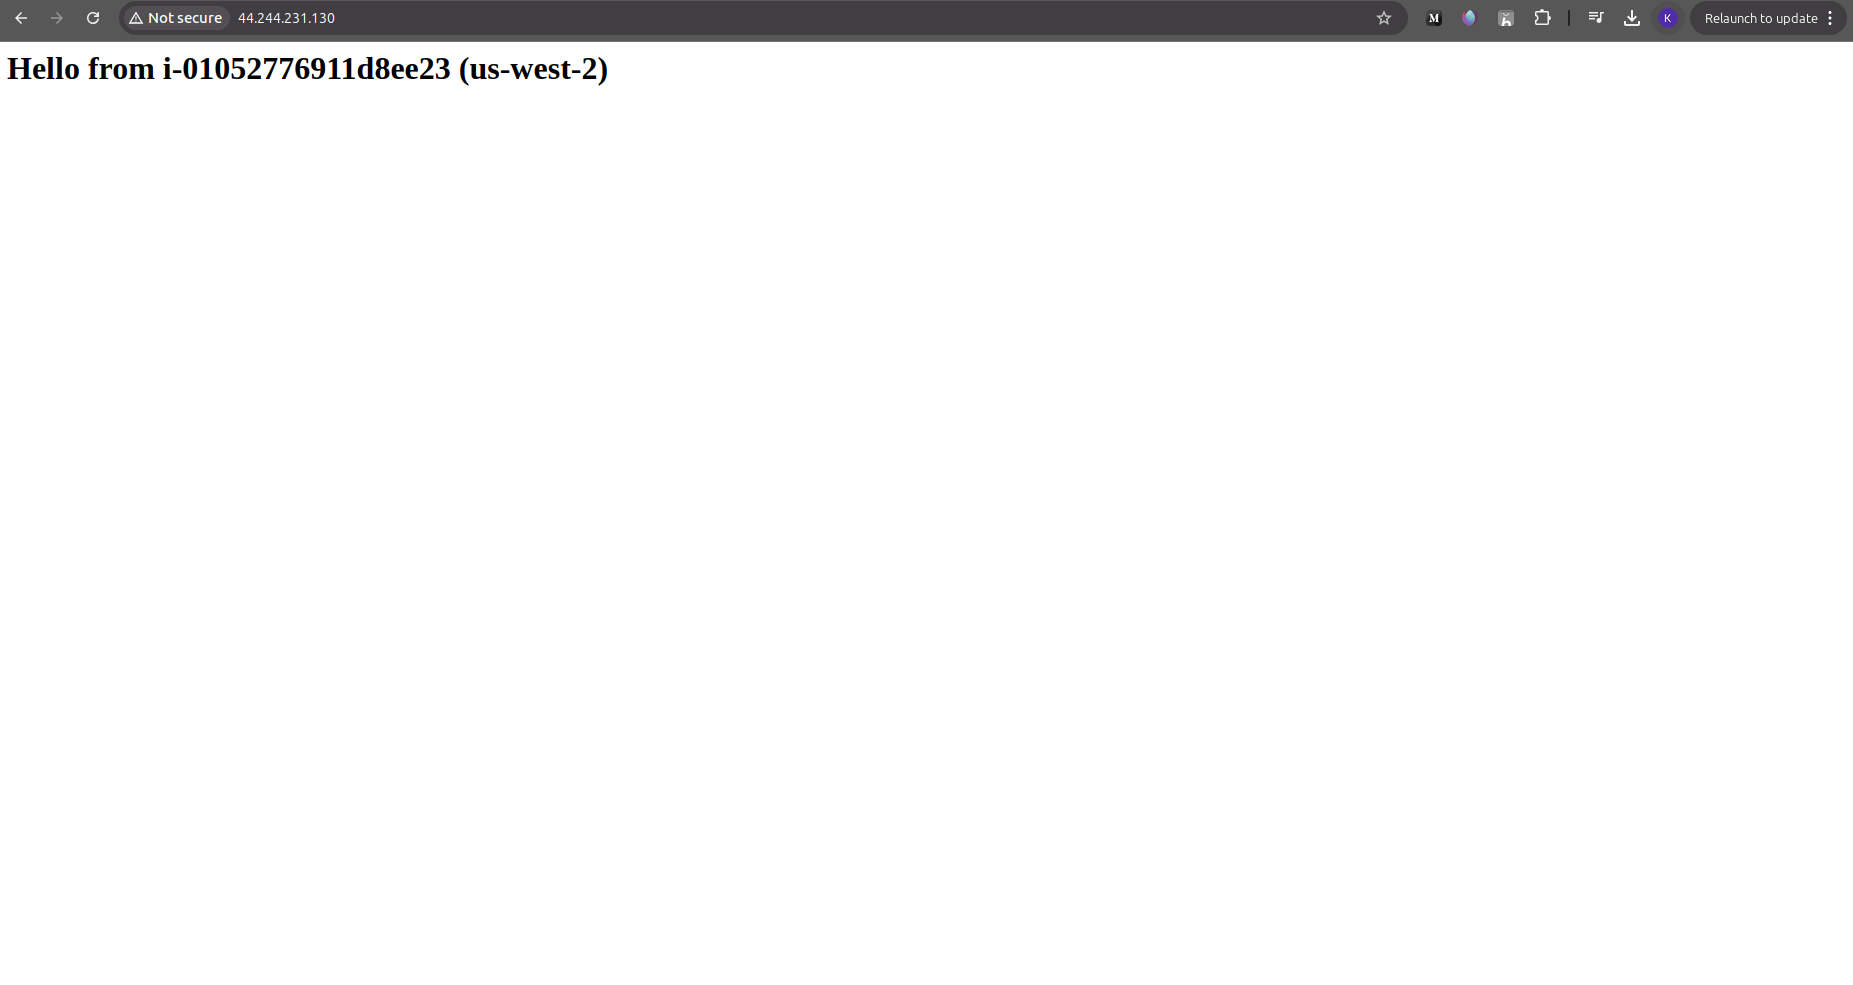 Not secure 44.244.231.130 M K Relaunch to update
Hello from i-01052776911d8ee23 (us-west-2)